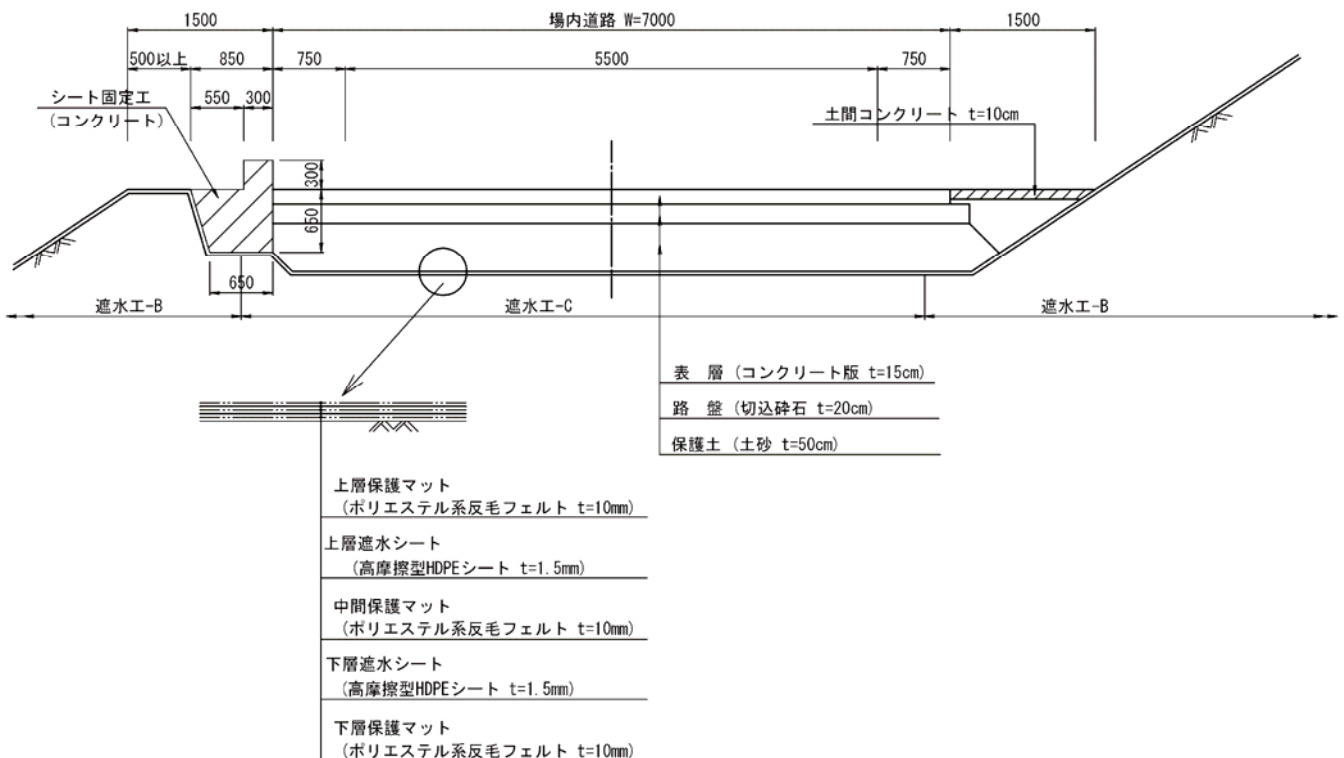 1500
場内道路 W=7000
1500
500以上
850
750
5500
750
シート固定工
(コンクリート)
550
300
土間コンクリート t=10cm
300
650
650
遮水工-B
遮水工-C
遮水工-B
表　層 (コンクリート版 t=15cm)
路　盤 (切込砕石 t=20cm)
保護土 (土砂 t=50cm)
上層保護マット
(ポリエステル系反毛フェルト t=10mm)
上層遮水シート
(高摩擦型HDPEシート t=1.5mm)
中間保護マット
(ポリエステル系反毛フェルト t=10mm)
下層遮水シート
(高摩擦型HDPEシート t=1.5mm)
下層保護マット
(ポリエステル系反毛フェルト t=10mm)